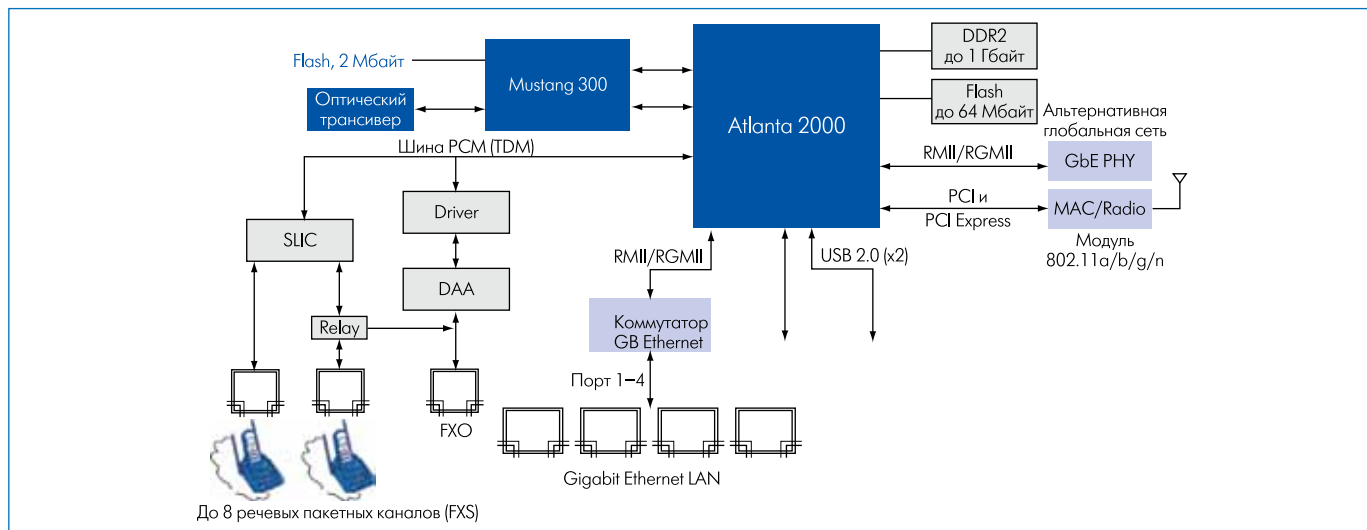 Flash, 2 Мбайт
Mustang 300
Оптический
трансивер
Atlanta 2000
DDR2
до 1 Гбайт
Flash
до 64 Мбайт
Альтернативная
глобальная сеть
Шина PCM (TDM)
RMII/RGMII
GbE PHY
PCI и
PCI Express
MAC/Radio
Модуль
802.11a/b/g/n
Driver
SLIC
DAA
Relay
RMII/RGMII
USB 2.0 (x2)
Коммутатор
GB Ethernet
Порт 1–4
FXO
Gigabit Ethernet LAN
До 8 речевых пакетных каналов (FXS)